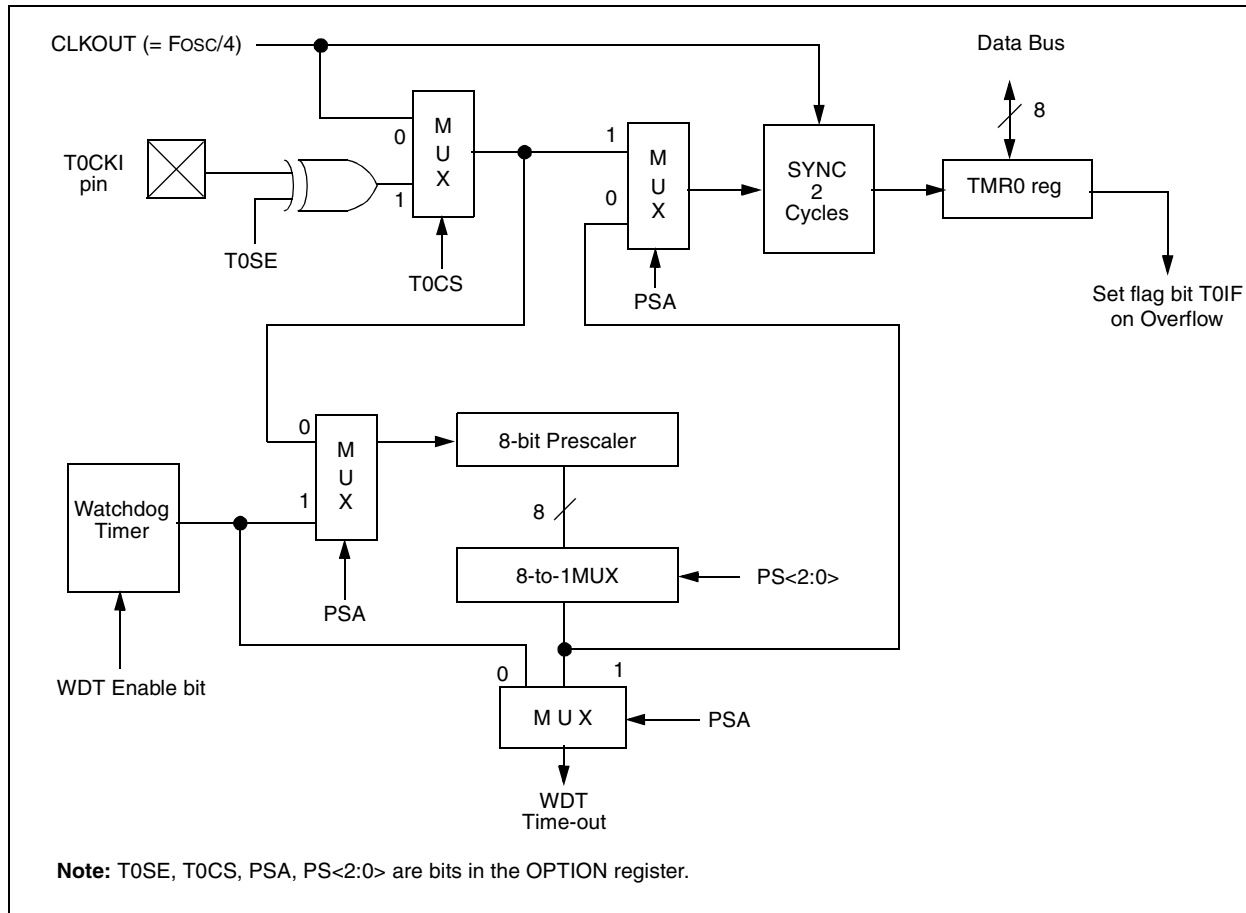 CLKOUT (= FOSC/4)
Data Bus
8
M
U
X
0
1
T0CKI
pin
T0SE
T0CS
1
0
M
U
X
PSA
SYNC
2
Cycles
TMR0 reg
Set flag bit T0IF
on Overflow
0
1
M
U
X
PSA
8-bit Prescaler
8
Watchdog
Timer
8-to-1MUX
PS<2:0>
WDT Enable bit
0
1
M U X
PSA
WDT
Time-out
Note: T0SE, T0CS, PSA, PS<2:0> are bits in the OPTION register.